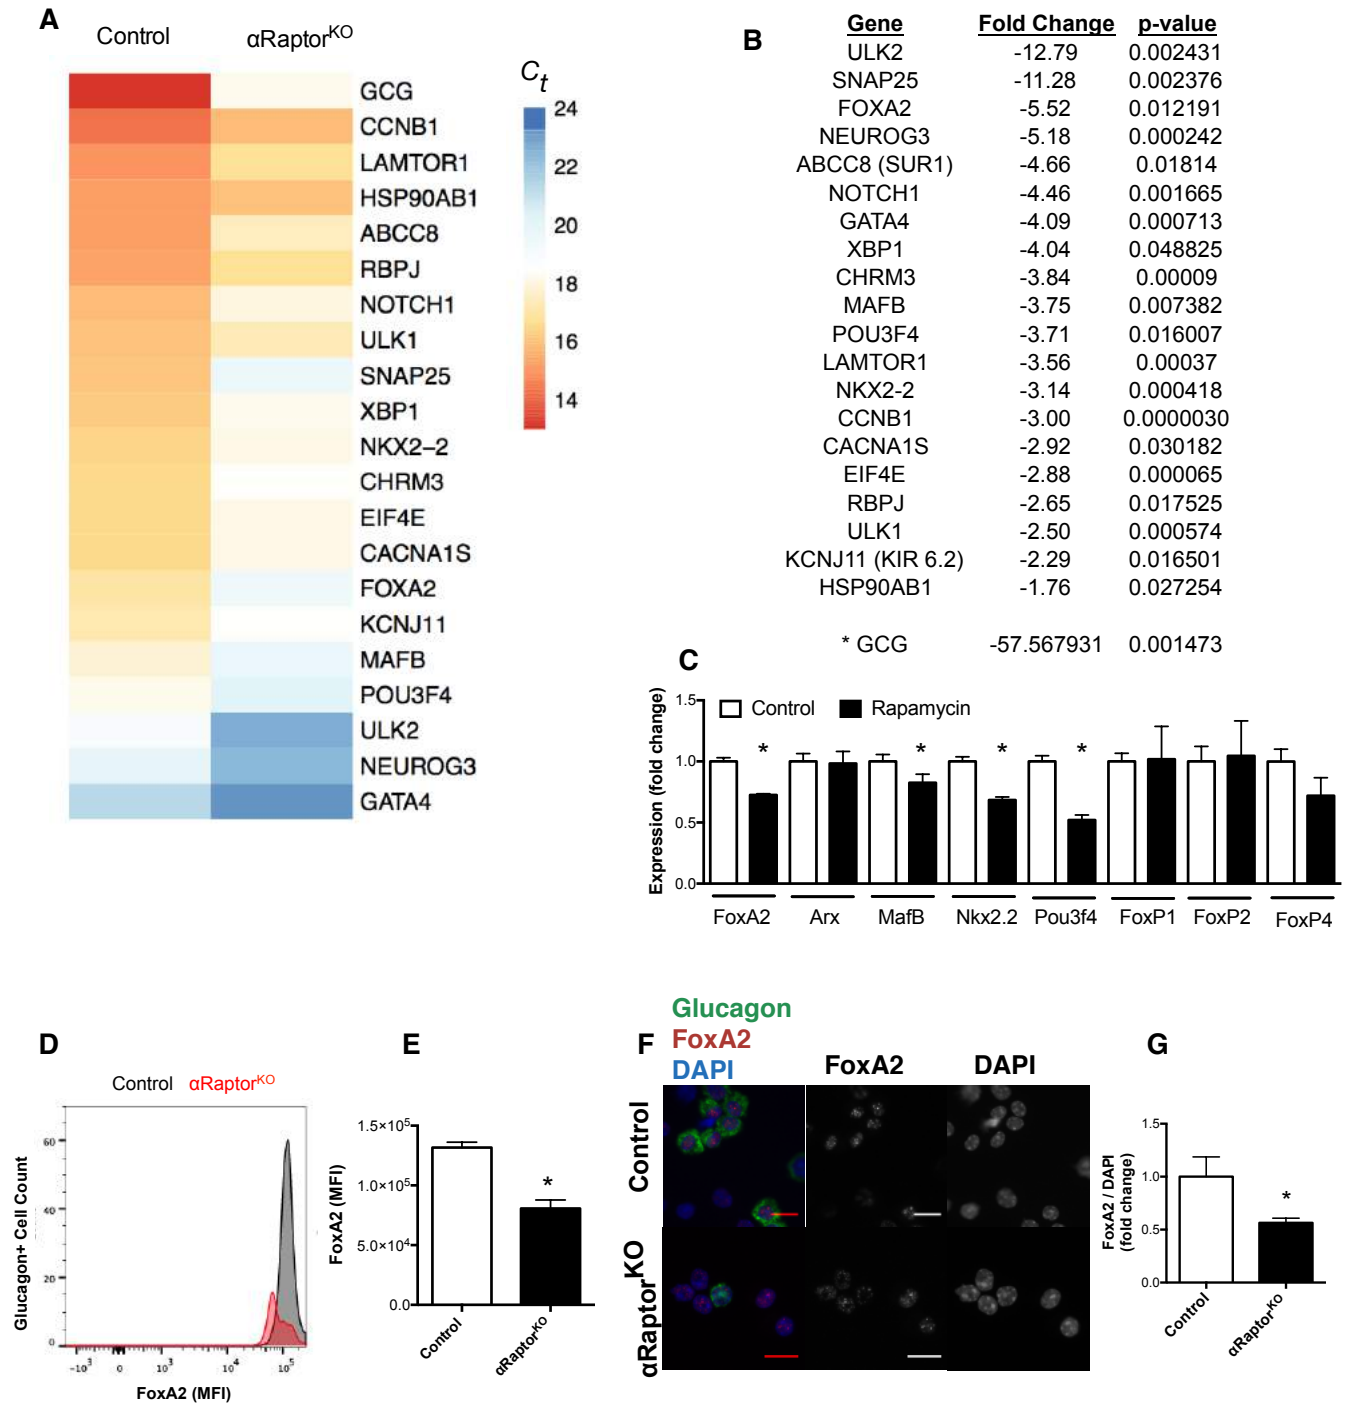 A
Control
αRaptorKO
Ct
24
22
20
18
16
14
GCG
CCNB1
LAMTOR1
HSP90AB1
ABCC8
RBPJ
NOTCH1
ULK1
SNAP25
XBP1
NKX2–2
CHRM3
EIF4E
CACNA1S
FOXA2
KCNJ11
MAFB
POU3F4
ULK2
NEUROG3
GATA4
B
Gene Fold Change p-value
ULK2 -12.79 0.002431
SNAP25 -11.28 0.002376
FOXA2 -5.52 0.012191
NEUROG3 -5.18 0.000242
ABCC8 (SUR1) -4.66 0.01814
NOTCH1 -4.46 0.001665
GATA4 -4.09 0.000713
XBP1 -4.04 0.048825
CHRM3 -3.84 0.00009
MAFB -3.75 0.007382
POU3F4 -3.71 0.016007
LAMTOR1 -3.56 0.00037
NKX2-2 -3.14 0.000418
CCNB1 -3.00 0.0000030
CACNA1S -2.92 0.030182
EIF4E -2.88 0.000065
RBPJ -2.65 0.017525
ULK1 -2.50 0.000574
KCNJ11 (KIR 6.2) -2.29 0.016501
HSP90AB1 -1.76 0.027254
* GCG -57.567931 0.001473
C
Expression (fold change)
1.5
1.0
0.5
0.0
Control Rapamycin
* * * *
FoxA2 Arx MafB Nkx2.2 Pou3f4 FoxP1 FoxP2 FoxP4
D
Control αRaptorKO
Glucagon+ Cell Count
60
40
20
0
-10³ 0 10³ 10⁴ 10⁵
FoxA2 (MFI)
E
FoxA2 (MFI)
1.5×10⁵
1.0×10⁵
5.0×10⁴
0.0
*
Control
αRaptorKO
F
Glucagon
FoxA2
DAPI
FoxA2
DAPI
Control
αRaptorKO
G
FoxA2 / DAPI
(fold change)
1.5
1.0
0.5
0.0
*
Control
αRaptorKO